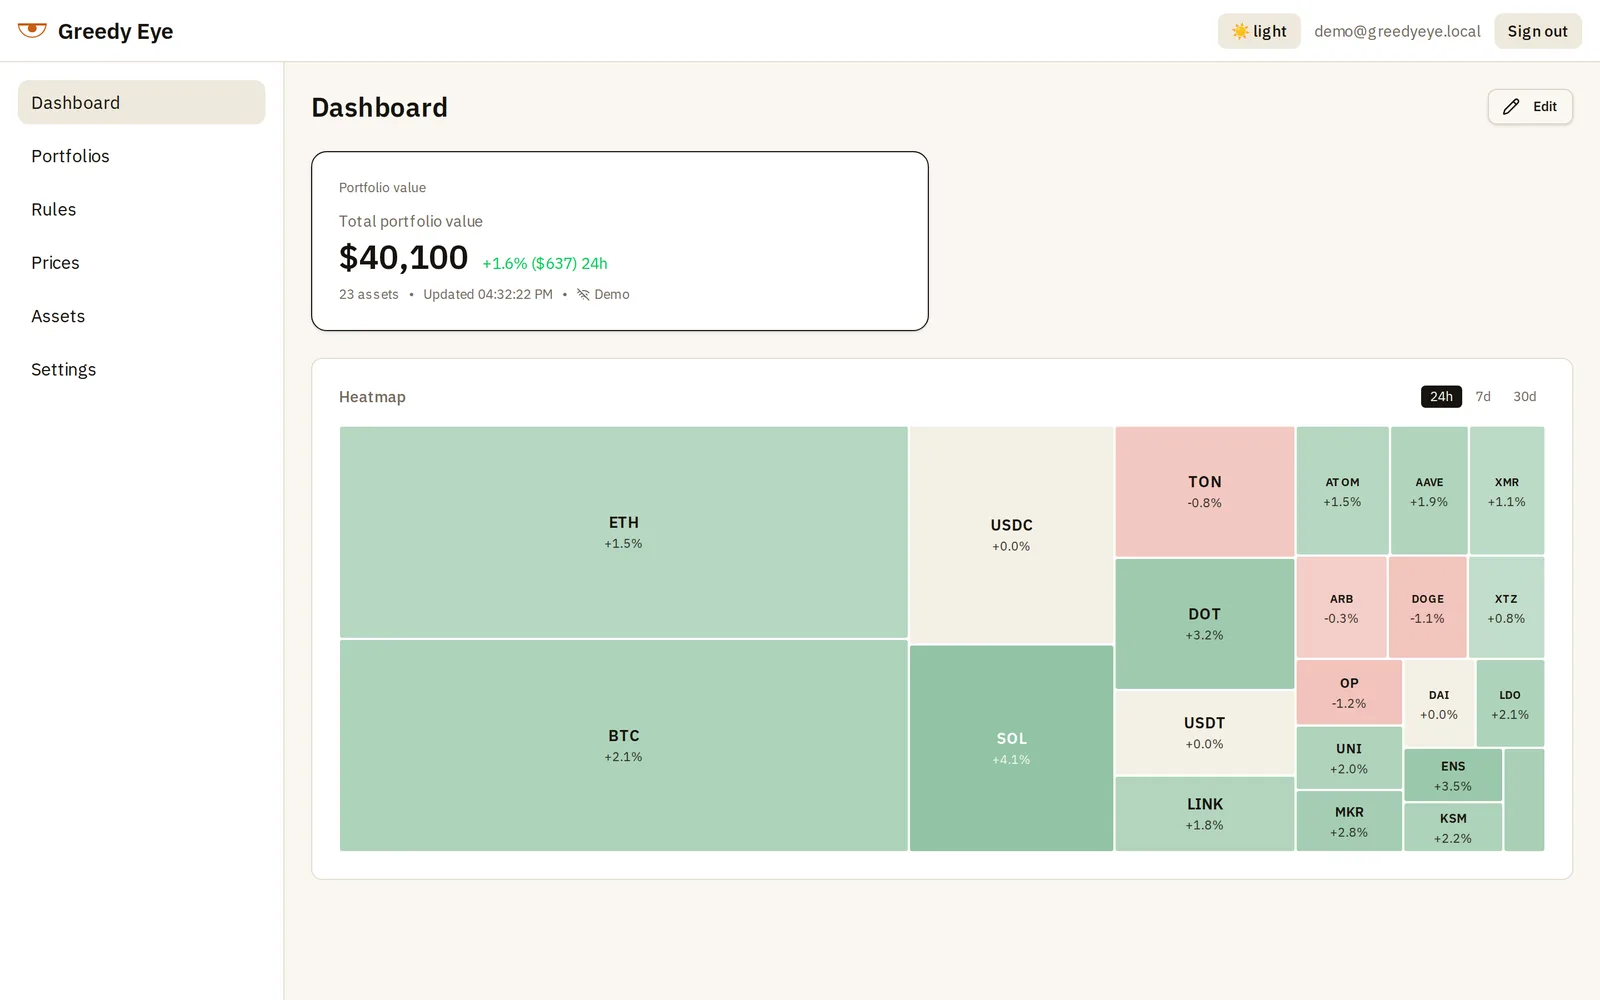 Greedy Eye
light
demo@greedyeye.local
Sign out
Dashboard
Portfolios
Rules
Prices
Assets
Settings
Dashboard
Edit
Portfolio value
Total portfolio value
$40,100 +1.6% ($637) 24h
23 assets • Updated 04:32:22 PM • Demo
Heatmap
24h 7d 30d
ETH
+1.5%
BTC
+2.1%
USDC
+0.0%
SOL
+4.1%
TON
-0.8%
DOT
+3.2%
USDT
+0.0%
LINK
+1.8%
ATOM
+1.5%
AAVE
+1.9%
XMR
+1.1%
ARB
-0.3%
DOGE
-1.1%
XTZ
+0.8%
OP
-1.2%
DAI
+0.0%
LDO
+2.1%
UNI
+2.0%
ENS
+3.5%
MKR
+2.8%
KSM
+2.2%